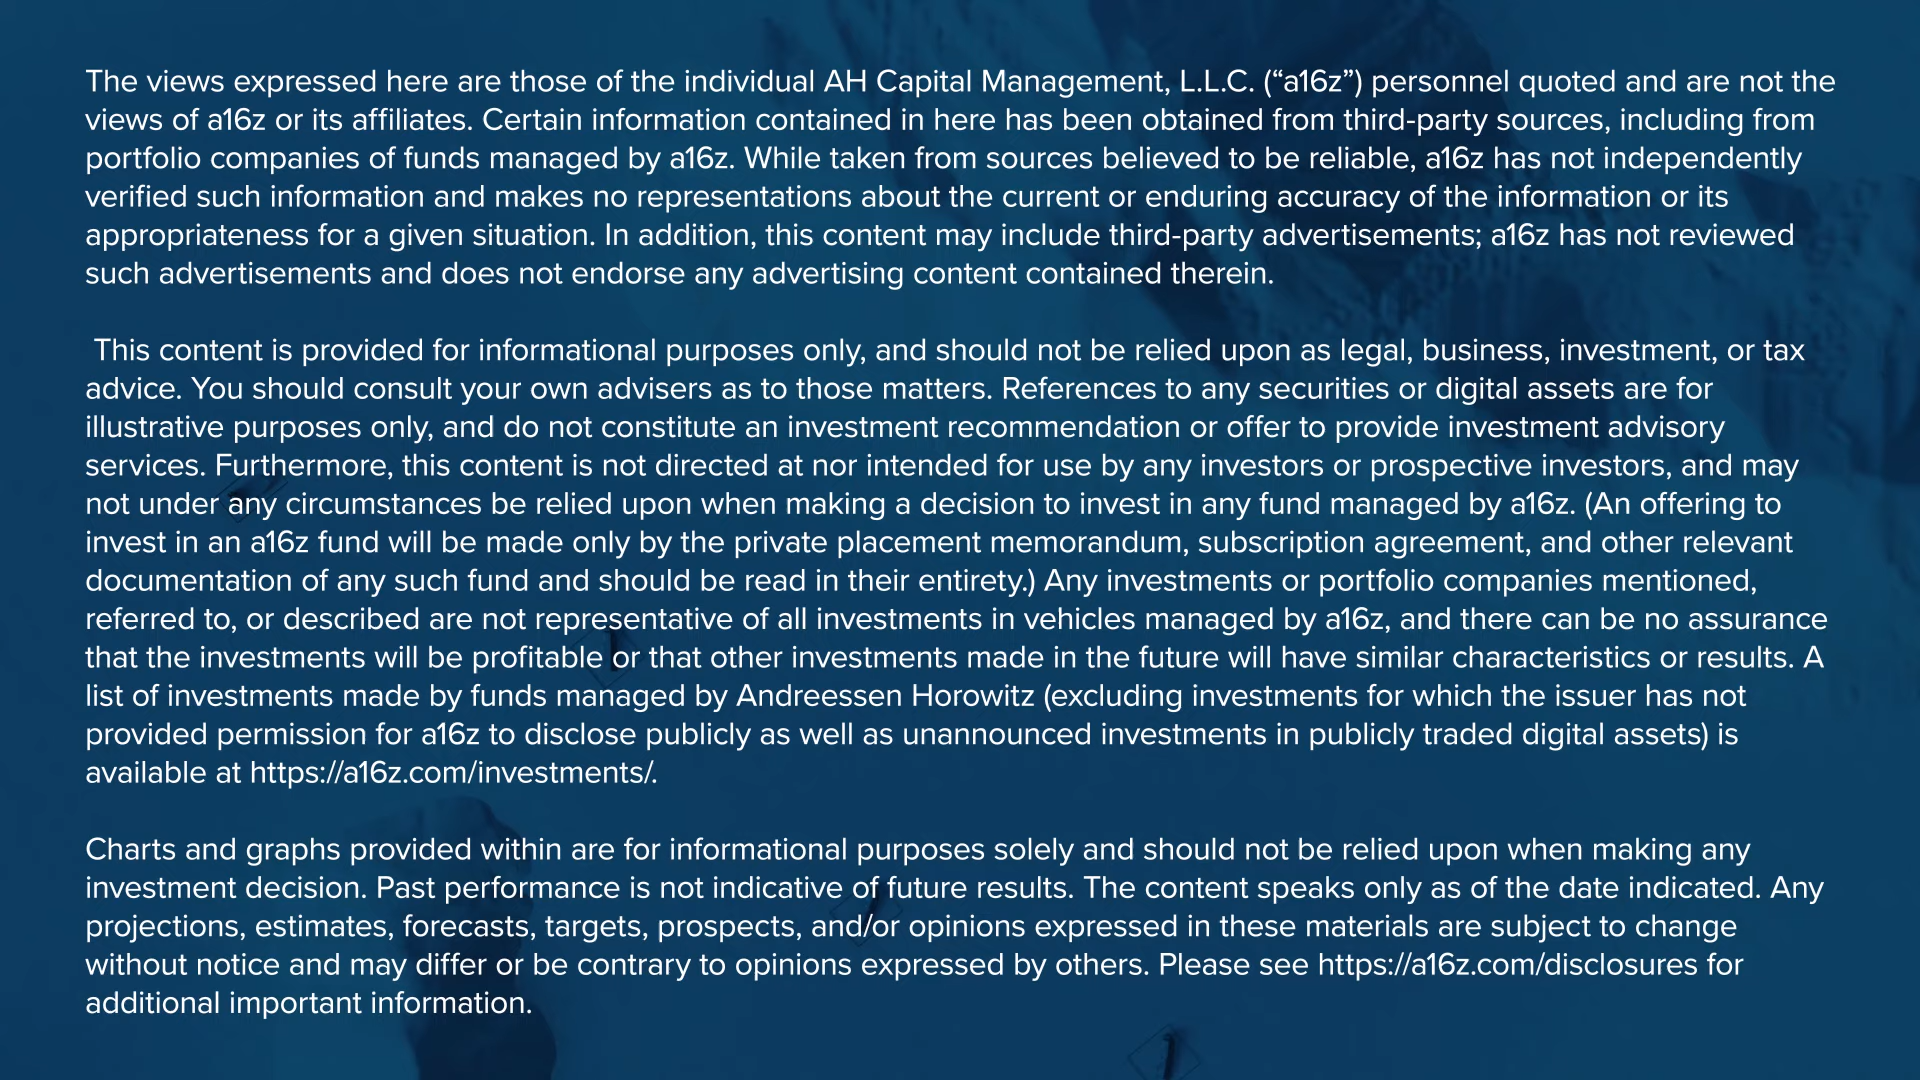 The views expressed here are those of the individual AH Capital Management, L.L.C. (“a16z”) personnel quoted and are not the
views of a16z or its affiliates. Certain information contained in here has been obtained from third-party sources, including from
portfolio companies of funds managed by a16z. While taken from sources believed to be reliable, a16z has not independently
verified such information and makes no representations about the current or enduring accuracy of the information or its
appropriateness for a given situation. In addition, this content may include third-party advertisements; a16z has not reviewed
such advertisements and does not endorse any advertising content contained therein.
This content is provided for informational purposes only, and should not be relied upon as legal, business, investment, or tax
advice. You should consult your own advisers as to those matters. References to any securities or digital assets are for
illustrative purposes only, and do not constitute an investment recommendation or offer to provide investment advisory
services. Furthermore, this content is not directed at nor intended for use by any investors or prospective investors, and may
not under any circumstances be relied upon when making a decision to invest in any fund managed by a16z. (An offering to
invest in an a16z fund will be made only by the private placement memorandum, subscription agreement, and other relevant
documentation of any such fund and should be read in their entirety.) Any investments or portfolio companies mentioned,
referred to, or described are not representative of all investments in vehicles managed by a16z, and there can be no assurance
that the investments will be profitable or that other investments made in the future will have similar characteristics or results. A
list of investments made by funds managed by Andreessen Horowitz (excluding investments for which the issuer has not
provided permission for a16z to disclose publicly as well as unannounced investments in publicly traded digital assets) is
available at https://a16z.com/investments/.
Charts and graphs provided within are for informational purposes solely and should not be relied upon when making any
investment decision. Past performance is not indicative of future results. The content speaks only as of the date indicated. Any
projections, estimates, forecasts, targets, prospects, and/or opinions expressed in these materials are subject to change
without notice and may differ or be contrary to opinions expressed by others. Please see https://a16z.com/disclosures for
additional important information.